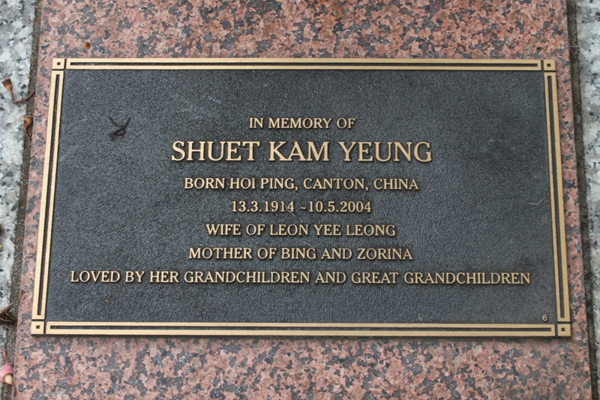 IN MEMORY OF
SHUET KAM YEUNG
BORN HOI PING, CANTON, CHINA
13.3.1914 ~ 10.5.2004
WIFE OF LEON YEE LEONG
MOTHER OF BING AND ZORINA
LOVED BY HER GRANDCHILDREN AND GREAT GRANDCHILDREN
6